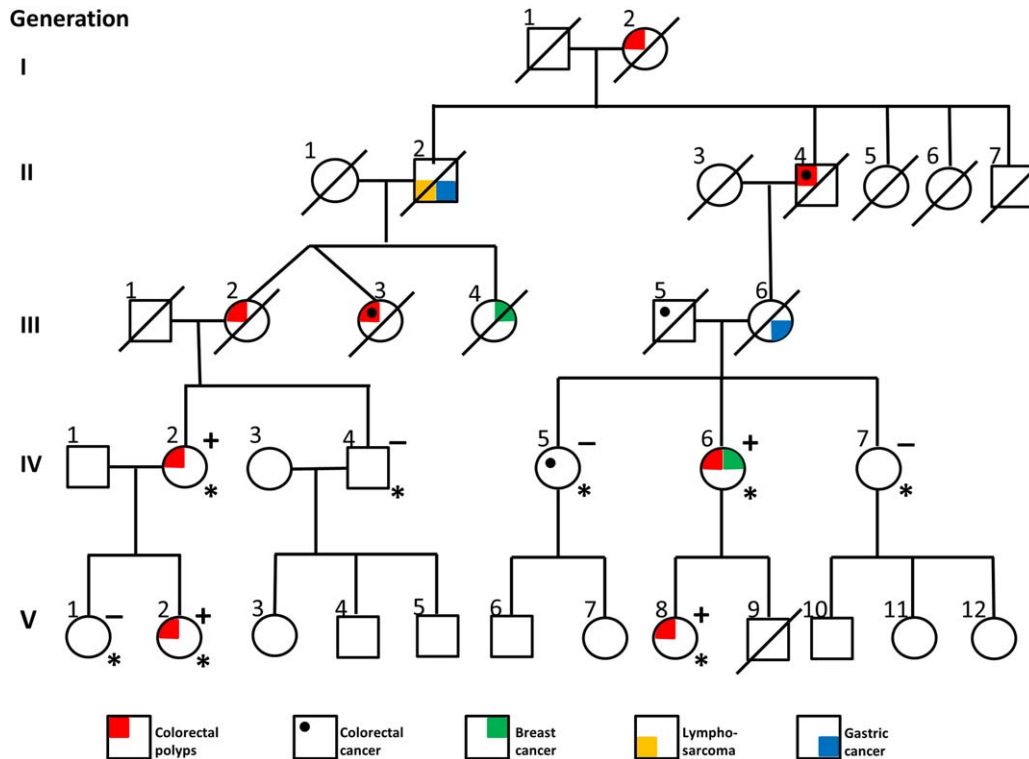 Generation
I
1 2
II
1 2 3 4 5 6 7
III
1 2 3 4 5 6
IV
1 2 + 3 4 – 5 – 6 + 7 –
* * * * *
V
1 – 2 + 3 4 5 6 7 8 + 9 10 11 12
* * *
Colorectal polyps
Colorectal cancer
Breast cancer
Lympho-
sarcoma
Gastric cancer